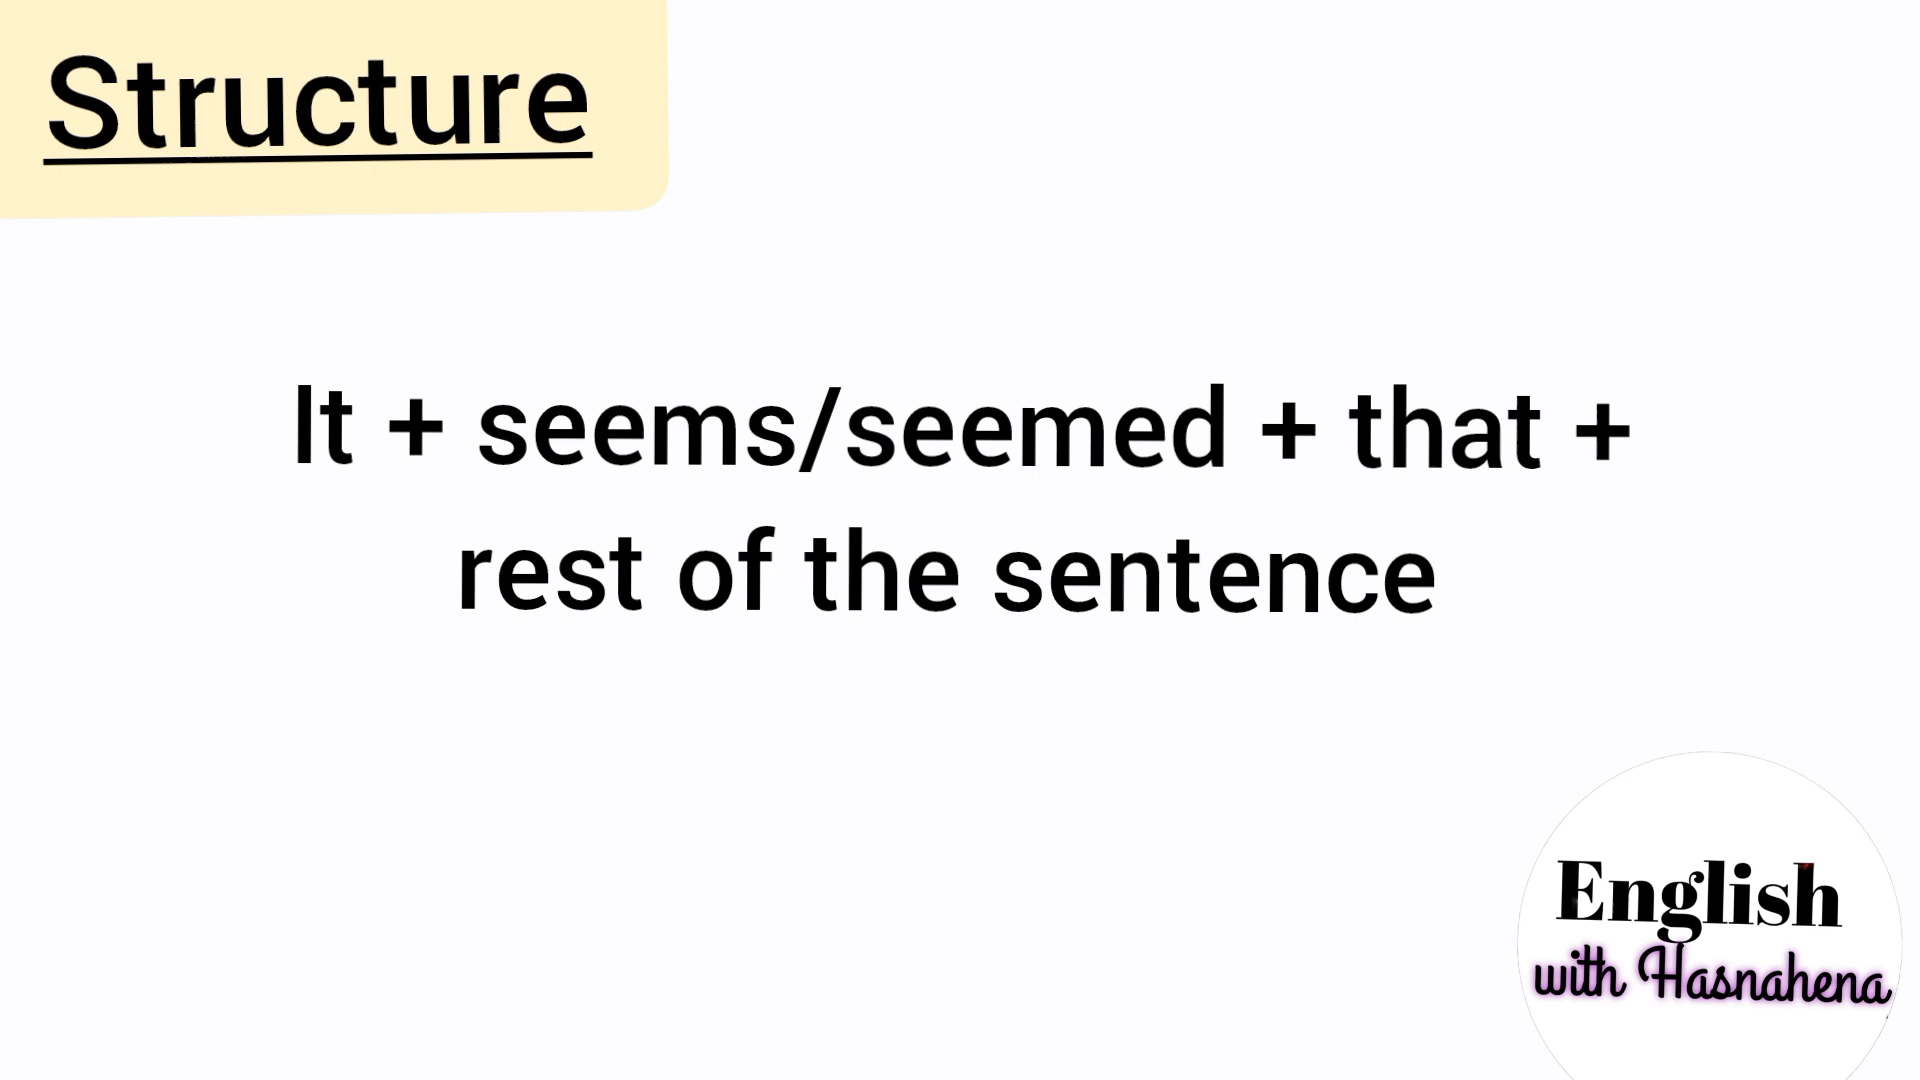 Structure
It + seems/seemed + that +
rest of the sentence
English
with Hasnahena